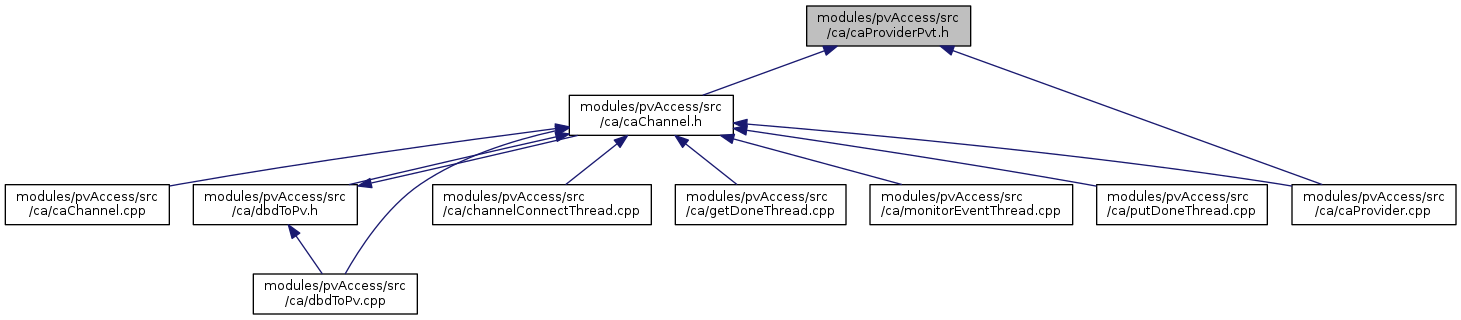 modules/pvAccess/src
/ca/caProviderPvt.h
modules/pvAccess/src
/ca/caChannel.h
modules/pvAccess/src
/ca/caChannel.cpp
modules/pvAccess/src
/ca/dbdToPv.h
modules/pvAccess/src
/ca/channelConnectThread.cpp
modules/pvAccess/src
/ca/getDoneThread.cpp
modules/pvAccess/src
/ca/monitorEventThread.cpp
modules/pvAccess/src
/ca/putDoneThread.cpp
modules/pvAccess/src
/ca/caProvider.cpp
modules/pvAccess/src
/ca/dbdToPv.cpp